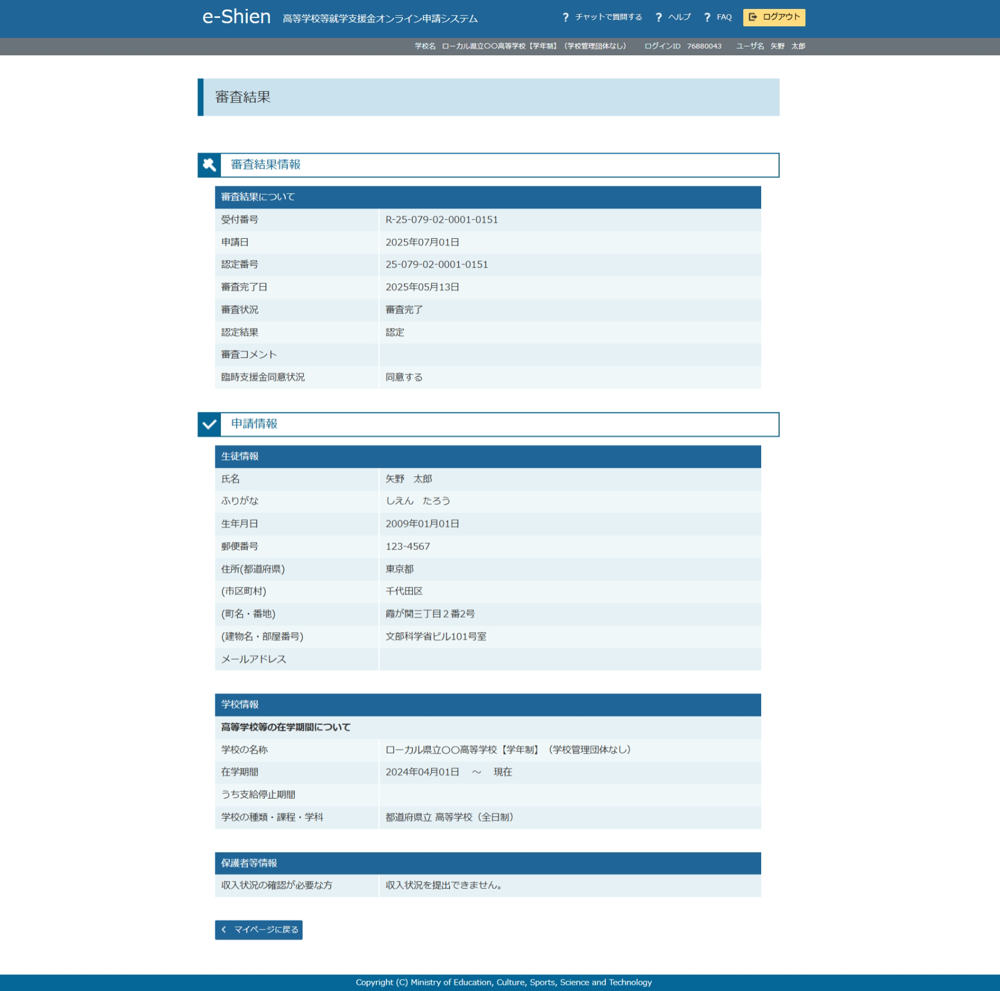 e-Shien 高等学校等就学支援金オンライン申請システム ? チャットで質問する ? ヘルプ ? FAQ ログアウト
学校名 ローカル県立〇〇高等学校【学年制】（学校管理団体なし） ログインID 76880043 ユーザ名 矢野　太郎
審査結果
審査結果情報
審査結果について
受付番号 R-25-079-02-0001-0151
申請日 2025年07月01日
認定番号 25-079-02-0001-0151
審査完了日 2025年05月13日
審査状況 審査完了
認定結果 認定
審査コメント
臨時支援金同意状況 同意する
申請情報
生徒情報
氏名 矢野　太郎
ふりがな しえん　たろう
生年月日 2009年01月01日
郵便番号 123-4567
住所(都道府県) 東京都
(市区町村) 千代田区
(町名・番地) 霞が関三丁目２番2号
(建物名・部屋番号) 文部科学省ビル101号室
メールアドレス
学校情報
高等学校等の在学期間について
学校の名称 ローカル県立〇〇高等学校【学年制】（学校管理団体なし）
在学期間 2024年04月01日　～　現在
うち支給停止期間
学校の種類・課程・学科 都道府県立 高等学校（全日制）
保護者等情報
収入状況の確認が必要な方 収入状況を提出できません。
マイページに戻る
Copyright (C) Ministry of Education, Culture, Sports, Science and Technology